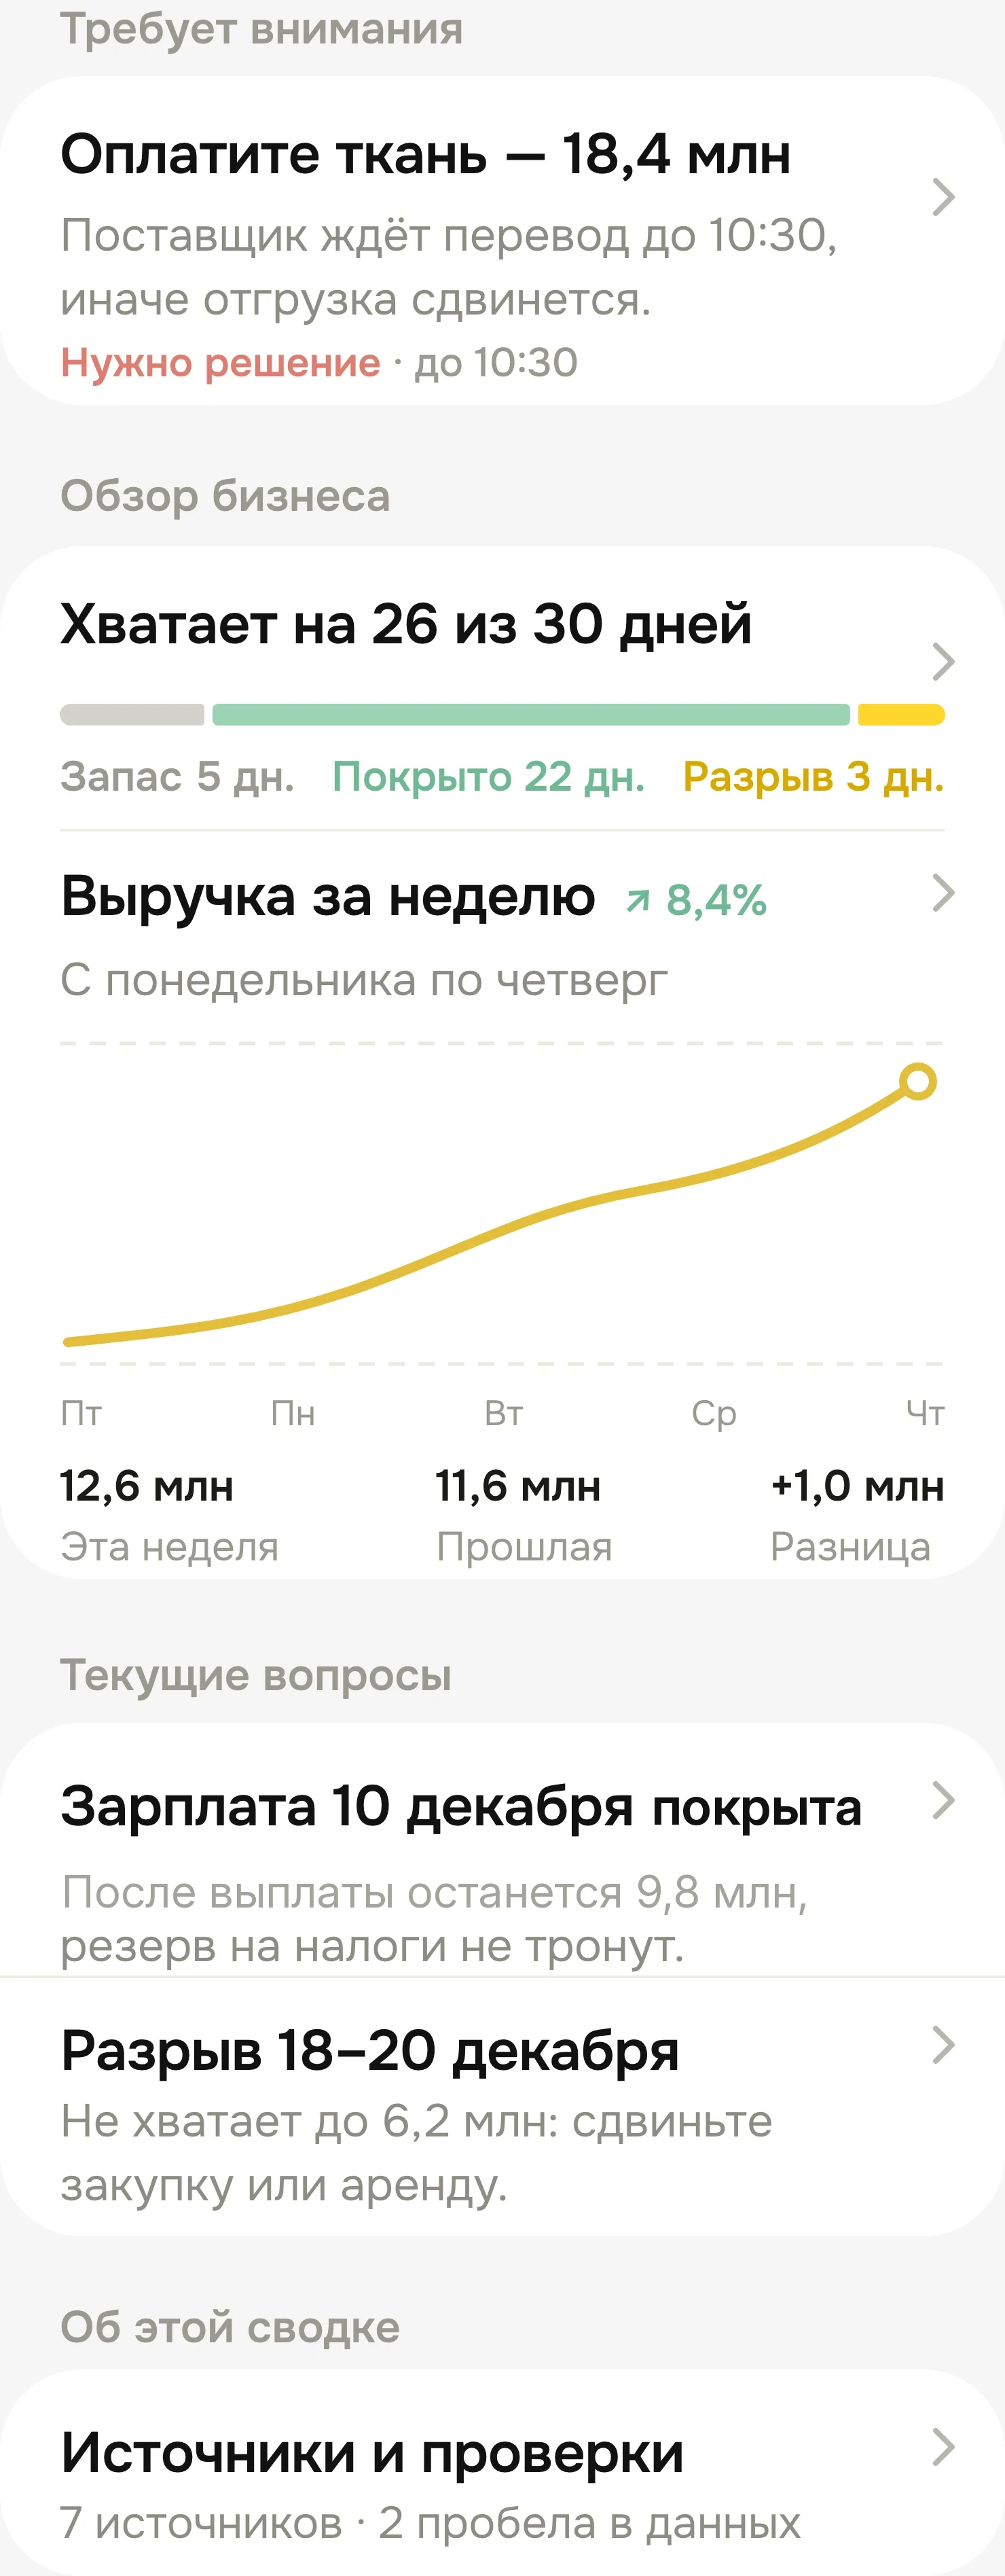 Требует внимания
Оплатите ткань — 18,4 млн
Поставщик ждёт перевод до 10:30,
иначе отгрузка сдвинется.
Нужно решение · до 10:30
Обзор бизнеса
Хватает на 26 из 30 дней
Запас 5 дн. Покрыто 22 дн. Разрыв 3 дн.
Выручка за неделю ↗ 8,4%
С понедельника по четверг
Пт Пн Вт Ср Чт
12,6 млн 11,6 млн +1,0 млн
Эта неделя Прошлая Разница
Текущие вопросы
Зарплата 10 декабря покрыта
После выплаты останется 9,8 млн,
резерв на налоги не тронут.
Разрыв 18–20 декабря
Не хватает до 6,2 млн: сдвиньте
закупку или аренду.
Об этой сводке
Источники и проверки
7 источников · 2 пробела в данных